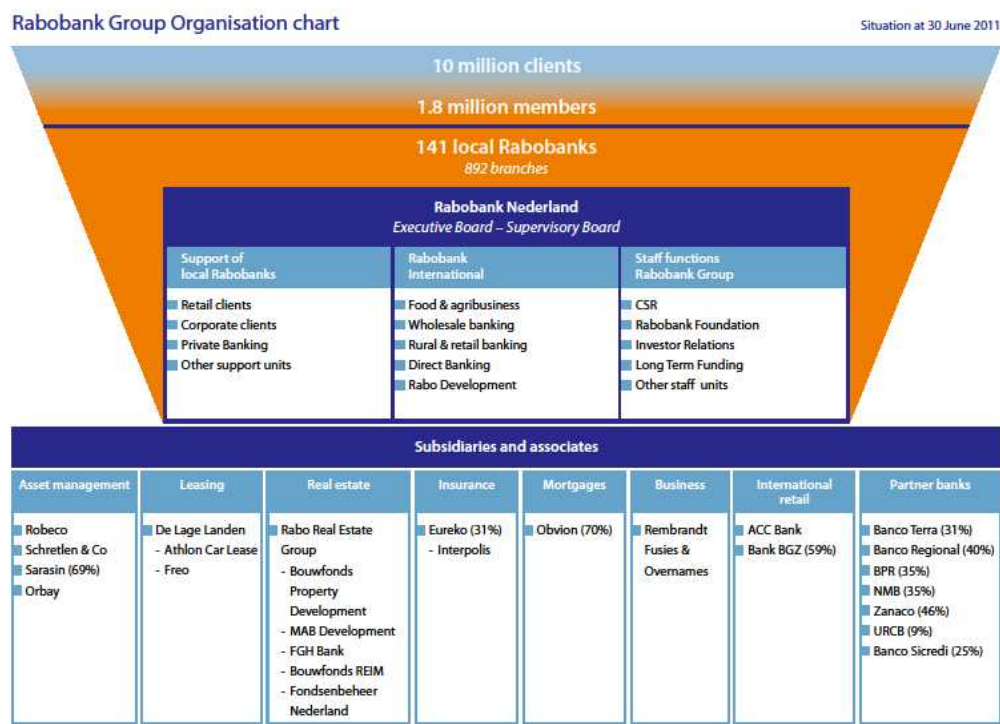 Rabobank Group Organisation chart
Situation at 30 June 2011
10 million clients
1.8 million members
141 local Rabobanks
892 branches
Rabobank Nederland
Executive Board – Supervisory Board
Support of
local Rabobanks
Retail clients
Corporate clients
Private Banking
Other support units
Rabobank
International
Food & agribusiness
Wholesale banking
Rural & retail banking
Direct Banking
Rabo Development
Staff functions
Rabobank Group
CSR
Rabobank Foundation
Investor Relations
Long Term Funding
Other staff units
Subsidiaries and associates
Asset management
Robeco
Schretlen & Co
Sarasin (69%)
Orbay
Leasing
De Lage Landen
- Athlon Car Lease
- Freo
Real estate
Rabo Real Estate
Group
- Bouwfonds
Property
Development
- MAB Development
- FGH Bank
- Bouwfonds REIM
- Fondsenbeheer
Nederland
Insurance
Eureko (31%)
- Interpolis
Mortgages
Obvion (70%)
Business
Rembrandt
Fusies &
Overnames
International
retail
ACC Bank
Bank BGZ (59%)
Partner banks
Banco Terra (31%)
Banco Regional (40%)
BPR (35%)
NMB (35%)
Zanaco (46%)
URCB (9%)
Banco Sicredi (25%)